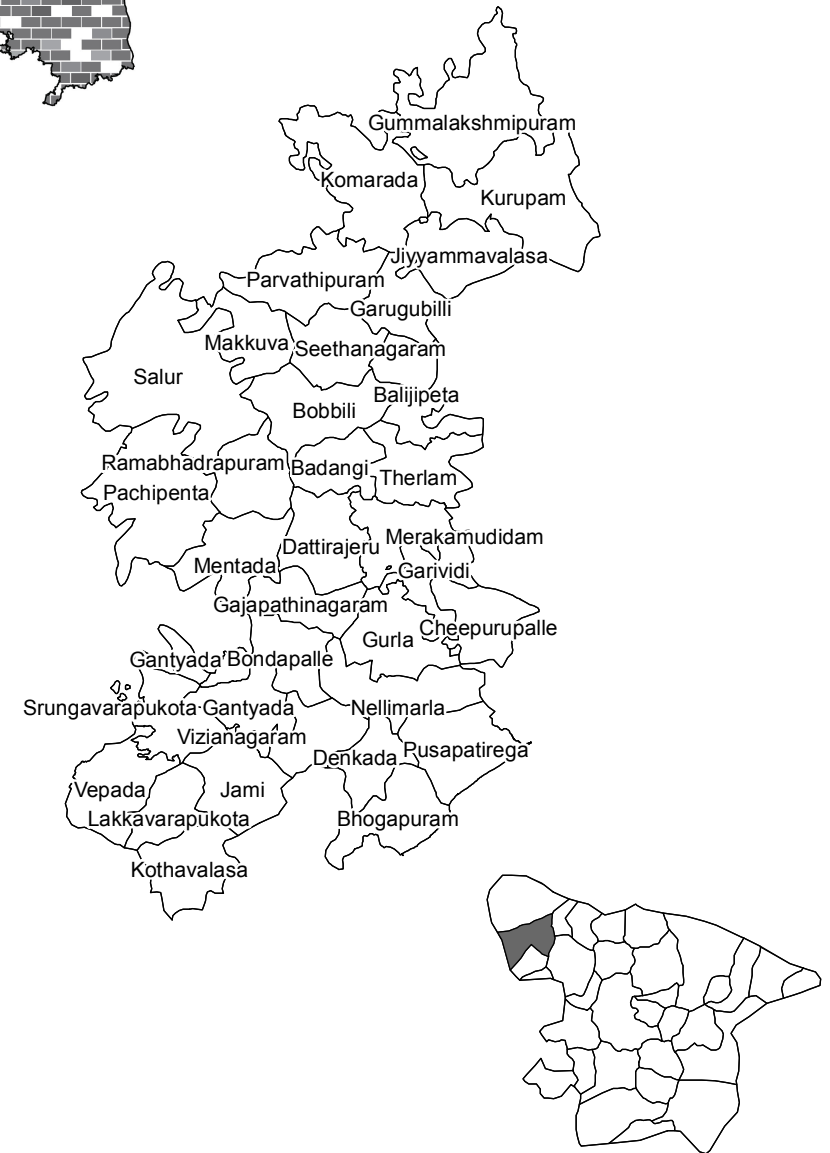 Gummalakshmipuram
Komarada
Kurupam
Jiyyammavalasa
Parvathipuram
Garugubilli
Makkuva
Seethanagaram
Salur
Balijipeta
Bobbili
Ramabhadrapuram
Badangi
Therlam
Pachipenta
Merakamudidam
Dattirajeru
Mentada
Garividi
Gajapathinagaram
Cheepurupalle
Gurla
Gantyada
Bondapalle
Srungavarapukota
Gantyada
Nellimarla
Vizianagaram
Denkada
Pusapatirega
Vepada
Jami
Lakkavarapukota
Bhogapuram
Kothavalasa